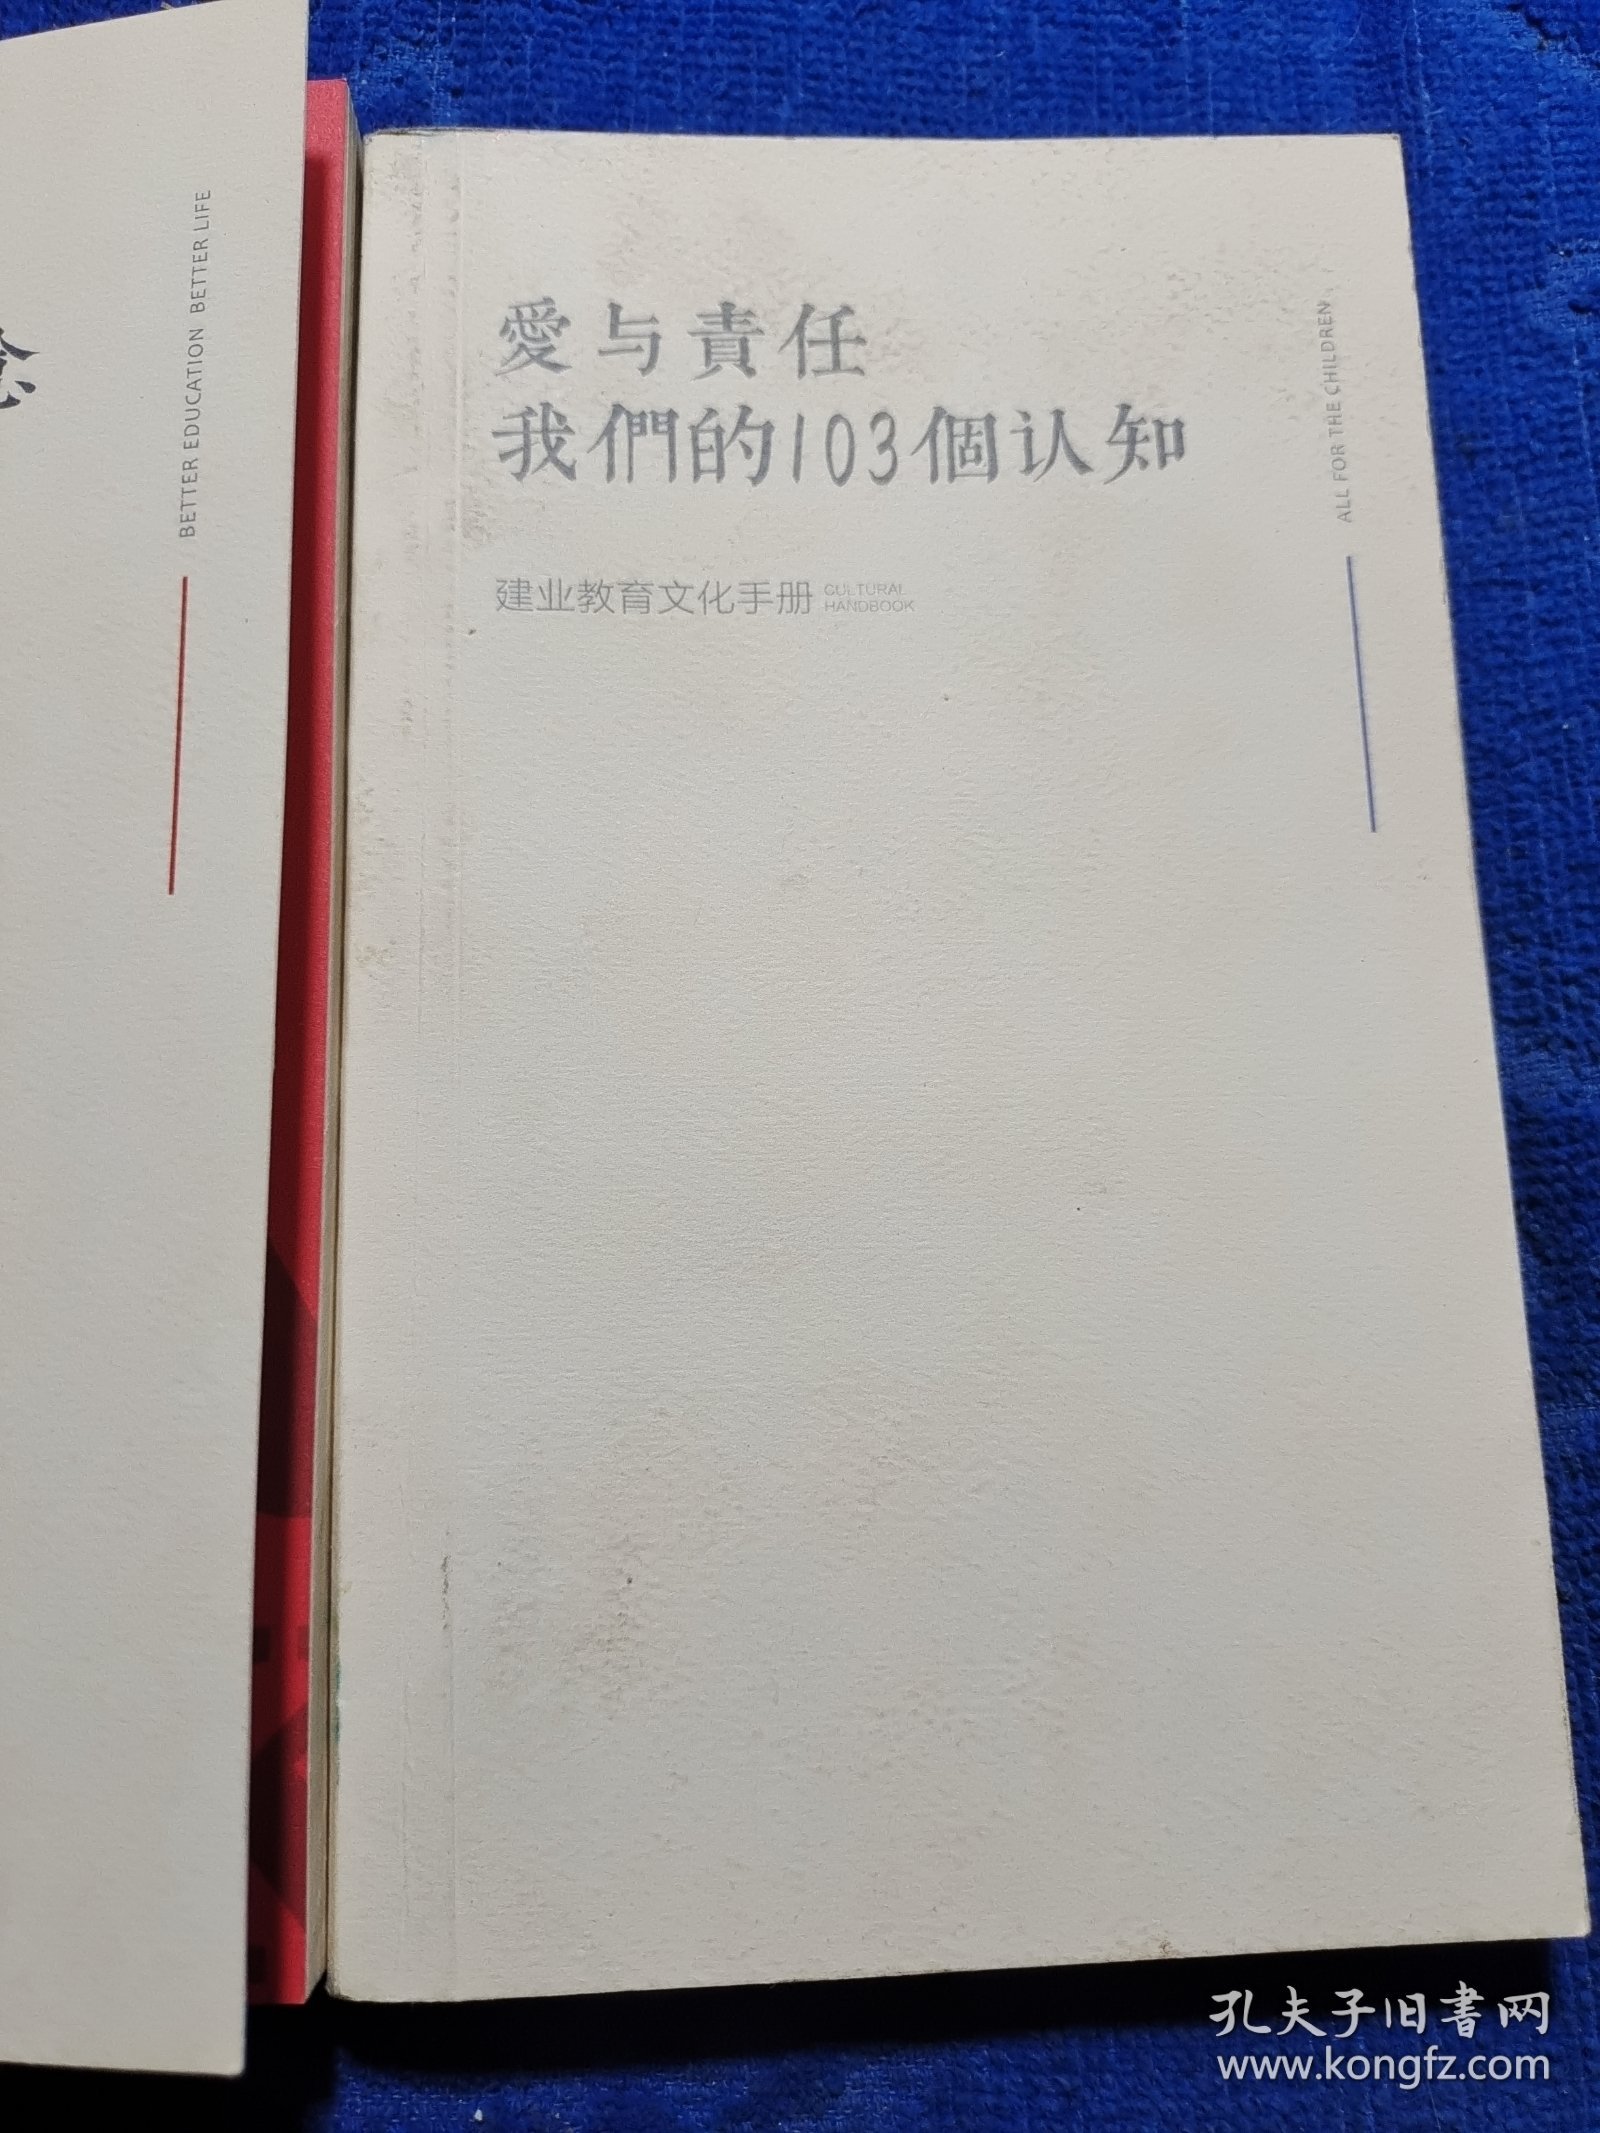 念
BETTER EDUCATION BETTER LIFE
愛与責任
我們的103個认知
建业教育文化手册 CULTURAL HANDBOOK
ALL FOR THE CHILDREN
孔夫子旧書网
www.kongfz.com